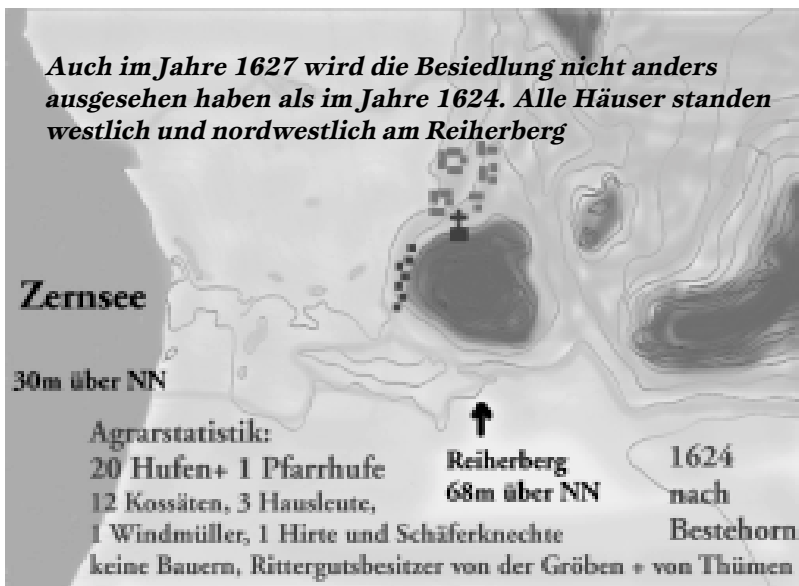 Auch im Jahre 1627 wird die Besiedlung nicht anders
ausgesehen haben als im Jahre 1624. Alle Häuser standen
westlich und nordwestlich am Reiherberg
Zernsee
30m über NN
Agrarstatistik:
20 Hufen+ 1 Pfarrhufe
12 Kossäten, 3 Hausleute,
1 Windmüller, 1 Hirte und Schäferknechte
keine Bauern, Rittergutsbesitzer von der Gröben + von Thümen
Reiherberg
68m über NN
1624
nach
Bestehorn